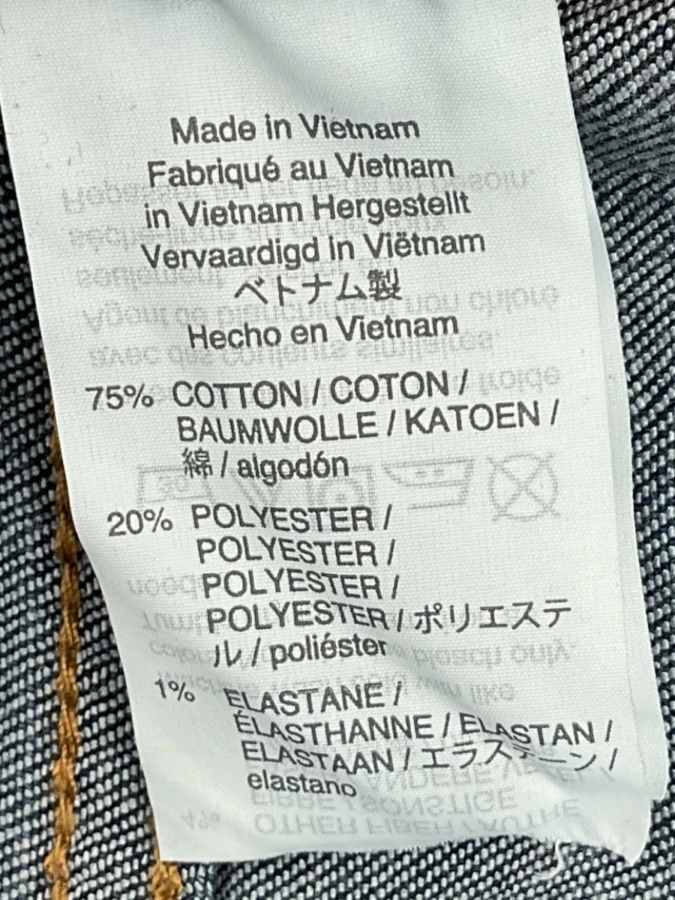 Made in Vietnam
Fabriqué au Vietnam
in Vietnam Hergestellt
Vervaardigd in Viëtnam
ベトナム製
Hecho en Vietnam
75% COTTON / COTON /
BAUMWOLLE / KATOEN /
綿 / algodón
20% POLYESTER /
POLYESTER /
POLYESTER /
POLYESTER / ポリエステ
ル / poliéster
1% ELASTANE /
ÉLASTHANNE / ELASTAN /
ELASTAAN / エラステーン /
elastano